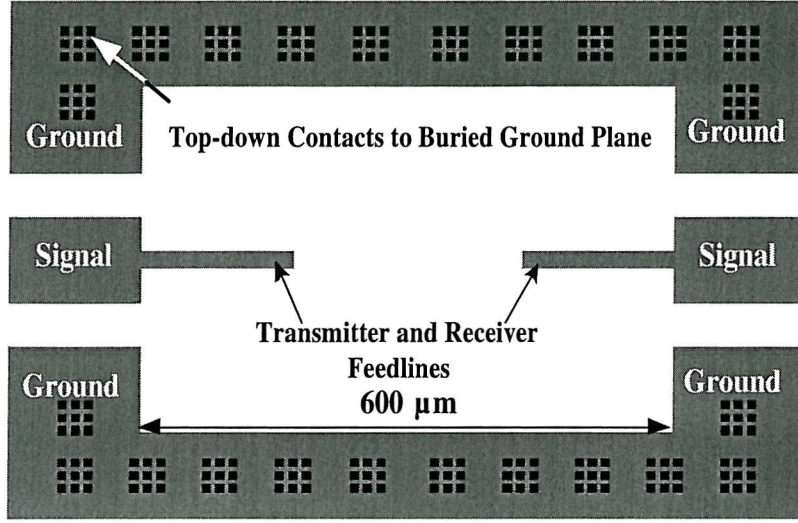 Ground
Ground
Top-down Contacts to Buried Ground Plane
Signal
Signal
Transmitter and Receiver
Feedlines
Ground
Ground
600 µm